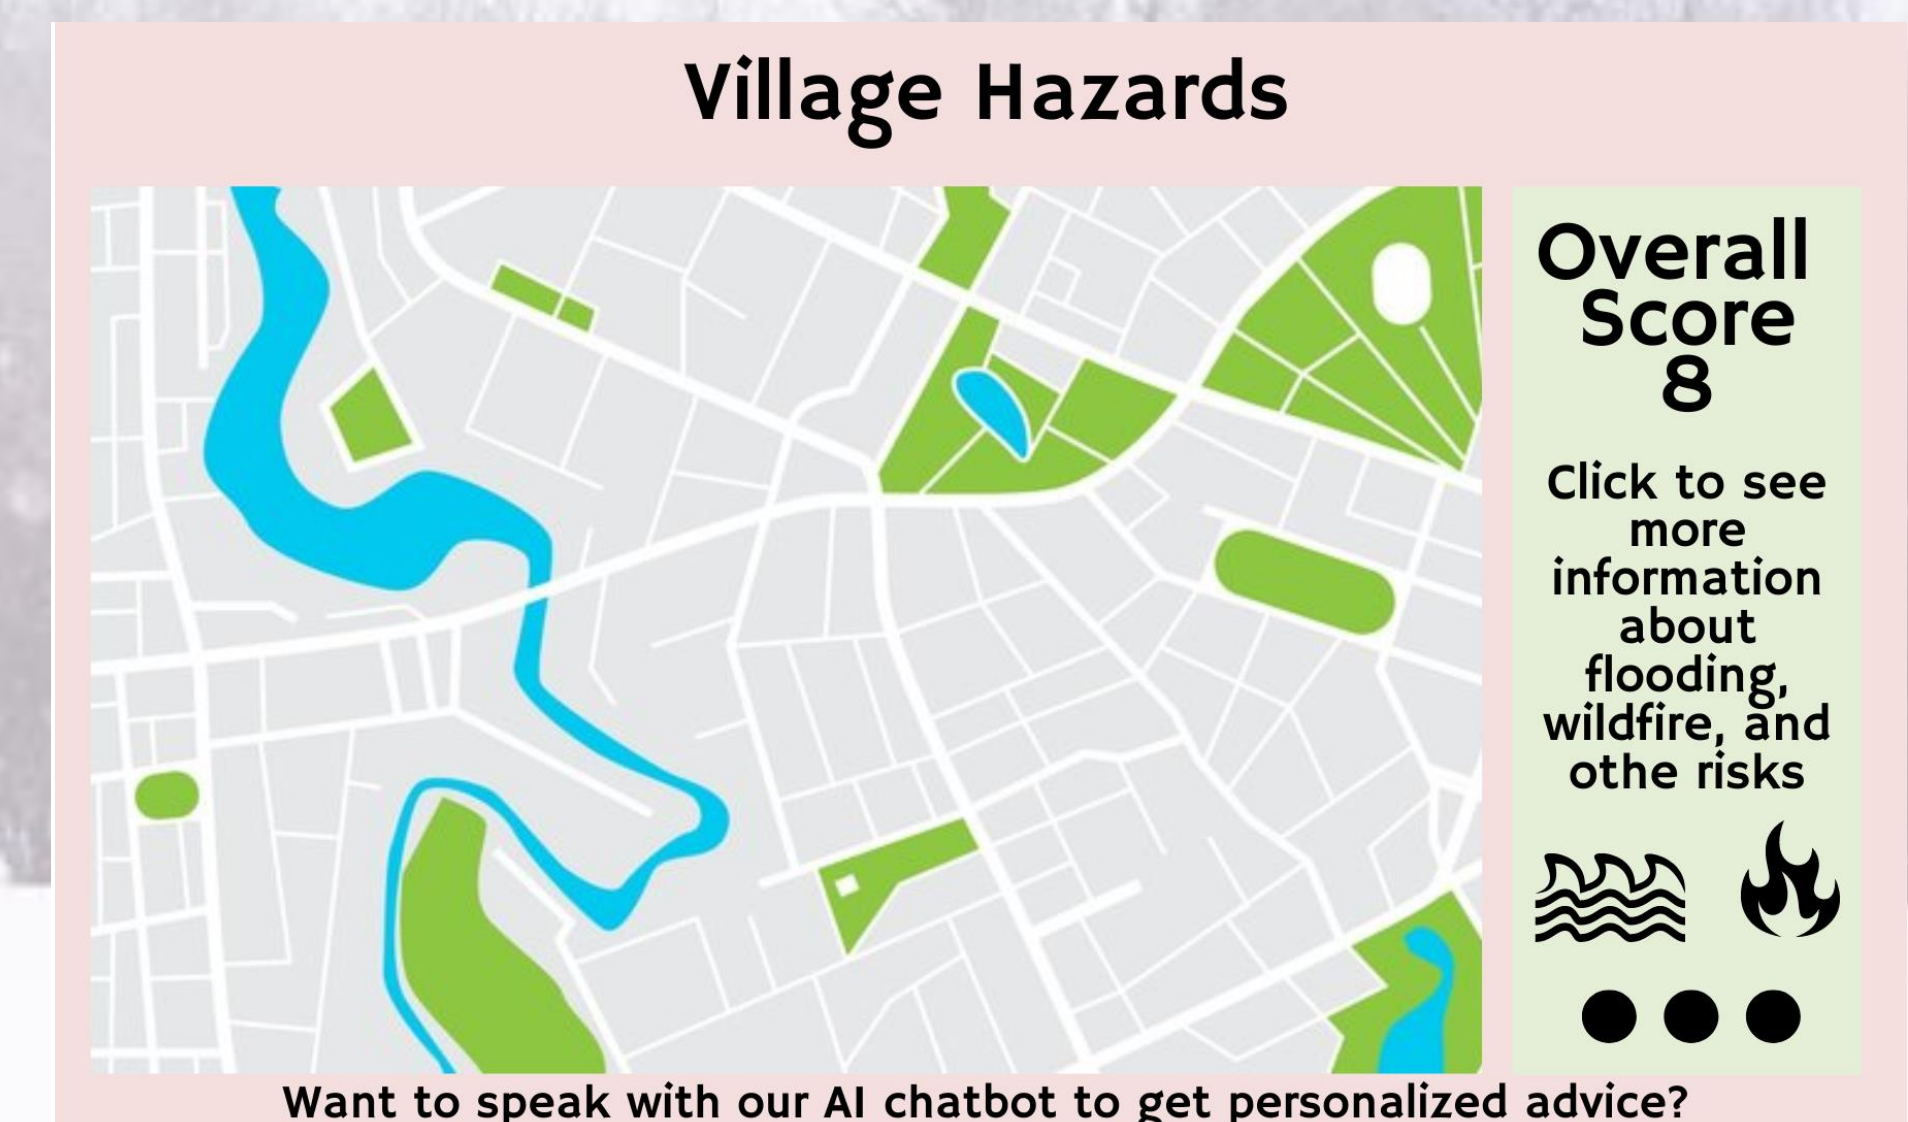 Village Hazards
Overall
Score
8
Click to see
more
information
about
flooding,
wildfire, and
othe risks
Want to speak with our AI chatbot to get personalized advice?